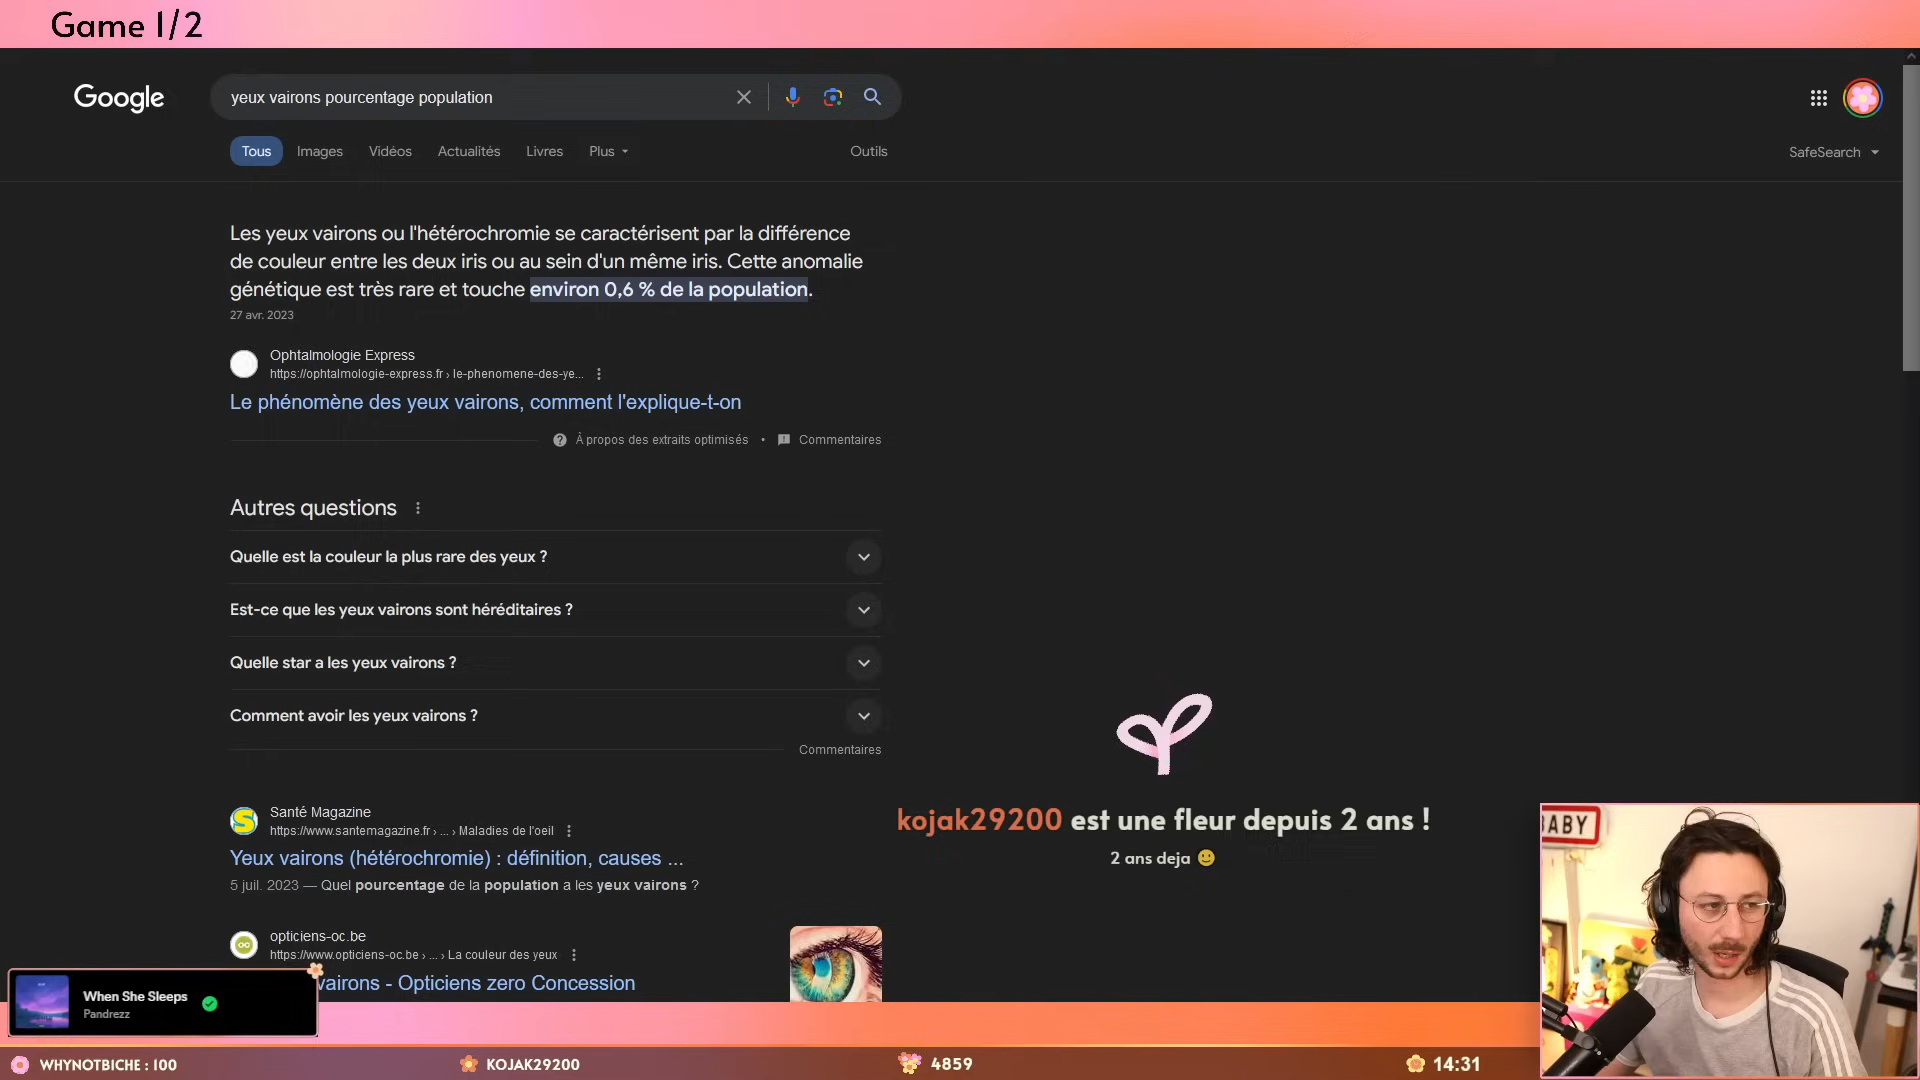 Game 1/2
Google
yeux vairons pourcentage population
Tous
Images
Vidéos
Actualités
Livres
Plus
Outils
SafeSearch
Les yeux vairons ou l'hétérochromie se caractérisent par la différence
de couleur entre les deux iris ou au sein d'un même iris. Cette anomalie
génétique est très rare et touche environ 0,6 % de la population.
27 avr. 2023
Ophtalmologie Express
https://ophtalmologie-express.fr › le-phenomene-des-ye...
Le phénomène des yeux vairons, comment l'explique-t-on
À propos des extraits optimisés • Commentaires
Autres questions
Quelle est la couleur la plus rare des yeux ?
Est-ce que les yeux vairons sont héréditaires ?
Quelle star a les yeux vairons ?
Comment avoir les yeux vairons ?
Commentaires
Santé Magazine
https://www.santemagazine.fr › ... › Maladies de l'oeil
Yeux vairons (hétérochromie) : définition, causes ...
5 juil. 2023 — Quel pourcentage de la population a les yeux vairons ?
opticiens-oc.be
https://www.opticiens-oc.be › ... › La couleur des yeux
vairons - Opticiens zero Concession
kojak29200 est une fleur depuis 2 ans !
2 ans deja
BABY
When She Sleeps
Pandrezz
WHYNOTBICHE : 100
KOJAK29200
4859
14:31